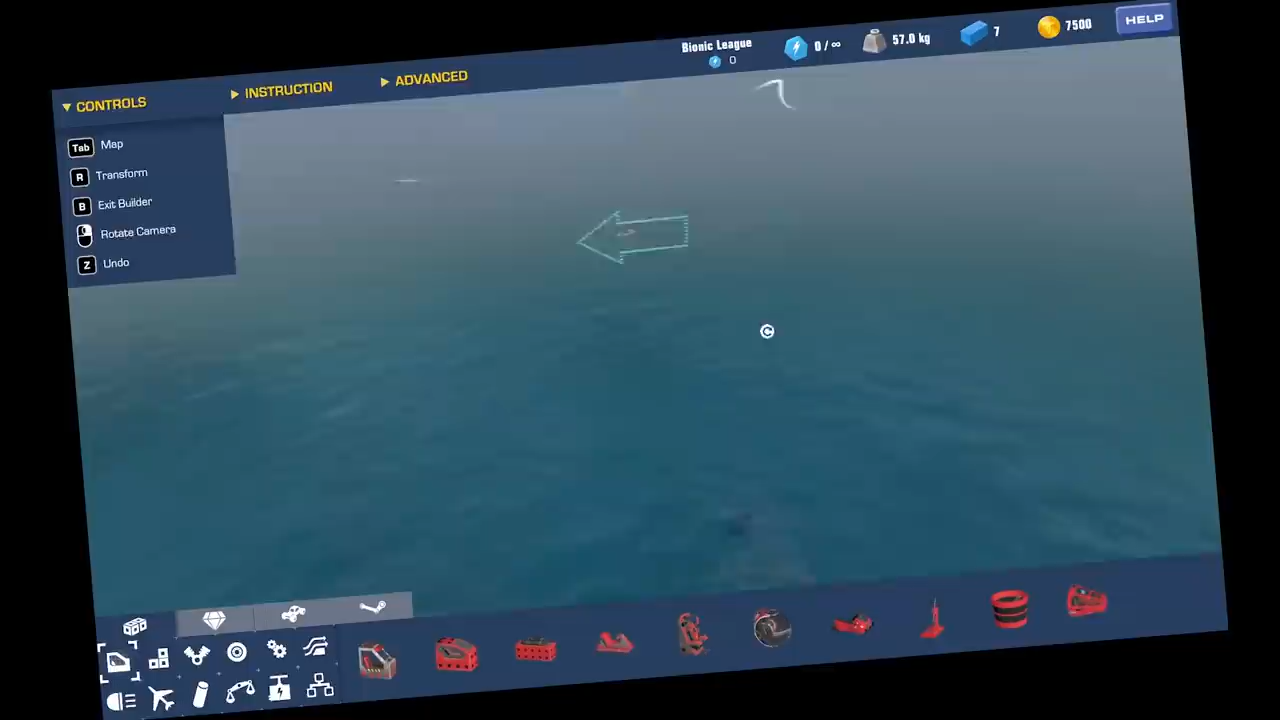 Bionic League
0
0 / ∞
57.0 kg
7
7500
HELP
▼ CONTROLS
▶ INSTRUCTION
▶ ADVANCED
Tab Map
R Transform
B Exit Builder
Rotate Camera
Z Undo